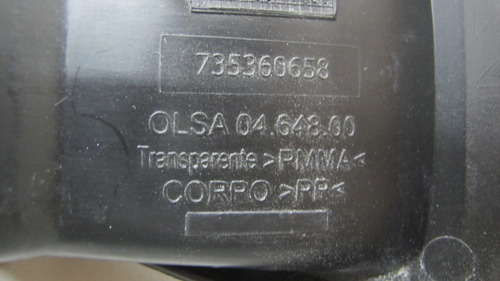 735360658
OLSA 04.648.00
Transparente >PMMA<
CORPO >PP<